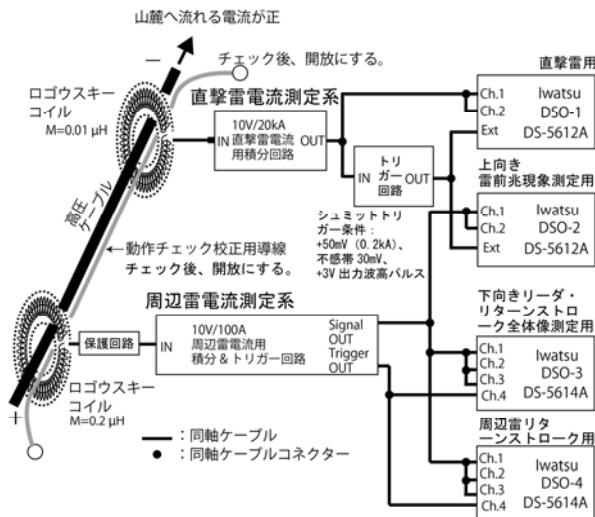 山麓へ流れる電流が正
−
チェック後、開放にする。
ロゴウスキー
コイル
M=0.01 μH
直撃雷電流測定系
10V/20kA
直撃雷電流
用積分回路
IN
OUT
トリ
ガー
回路
IN
OUT
シュミットトリ
ガー条件：
+50mV（0.2kA）、
不感帯 30mV、
+3V 出力波高パルス
高圧
ケーブル
←動作チェック校正用導線
チェック後、開放にする。
周辺雷電流測定系
保護回路
10V/100A
周辺雷電流用
積分＆トリガー回路
IN
Signal
OUT
Trigger
OUT
+
ロゴウスキー
コイル
M=0.2 μH
：同軸ケーブル
：同軸ケーブルコネクター
直撃雷用
Ch.1
Ch.2
Ext
Iwatsu
DSO-1
DS-5612A
上向き
雷前兆現象測定用
Ch.1
Ch.2
Ext
Iwatsu
DSO-2
DS-5612A
下向きリーダ・
リターンストロ
ーク全体像測定用
Ch.1
Ch.2
Ch.3
Ch.4
Iwatsu
DSO-3
DS-5614A
周辺雷リタ
ーンストローク用
Ch.1
Ch.2
Ch.3
Ch.4
Iwatsu
DSO-4
DS-5614A